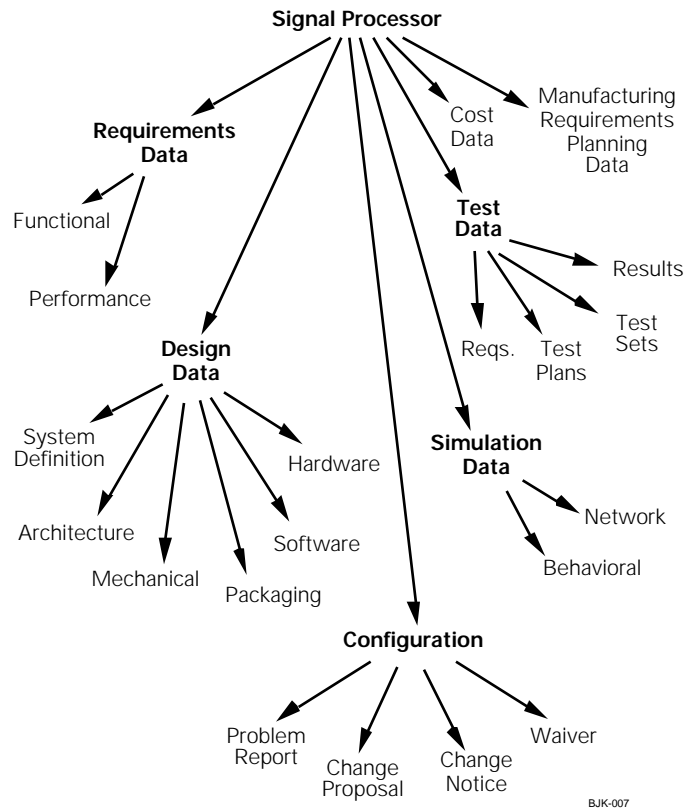 Signal Processor
Cost
Data
Manufacturing
Requirements
Planning
Data
Requirements
Data
Functional
Performance
Test
Data
Results
Test
Sets
Reqs.
Test
Plans
Design
Data
System
Definition
Architecture
Mechanical
Packaging
Software
Hardware
Simulation
Data
Network
Behavioral
Configuration
Problem
Report
Change
Proposal
Change
Notice
Waiver
BJK-007